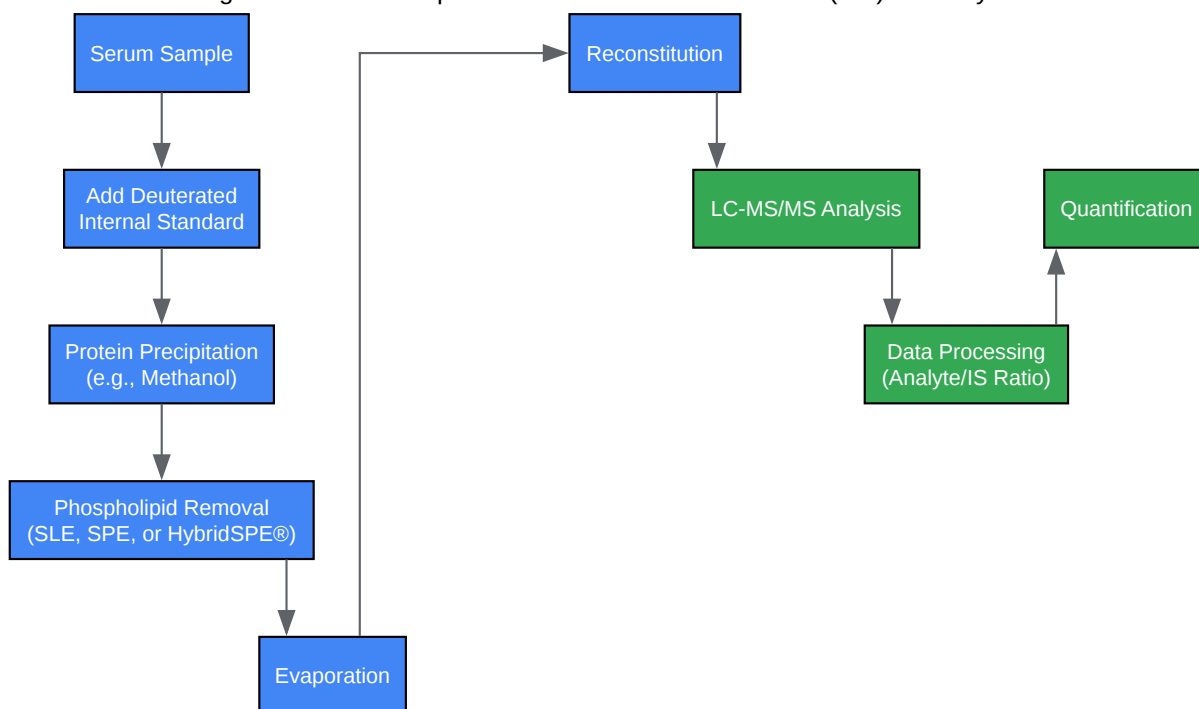 Serum Sample
Add Deuterated
Internal Standard
Protein Precipitation
(e.g., Methanol)
Phospholipid Removal
(SLE, SPE, or HybridSPE®)
Evaporation
Reconstitution
LC-MS/MS Analysis
Data Processing
(Analyte/IS Ratio)
Quantification